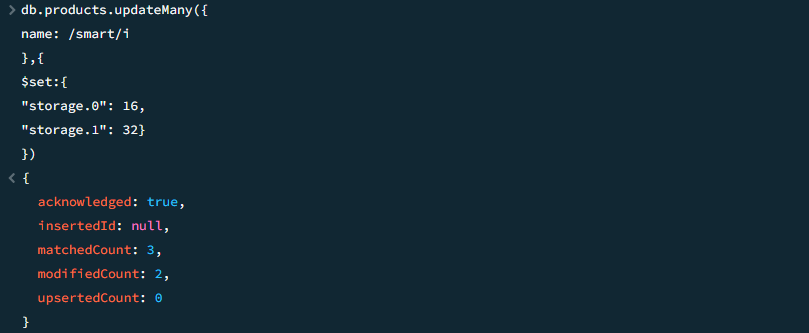 > db.products.updateMany({
name: /smart/i
},{
$set:{
"storage.0": 16,
"storage.1": 32}
})
< {
acknowledged: true,
insertedId: null,
matchedCount: 3,
modifiedCount: 2,
upsertedCount: 0
}